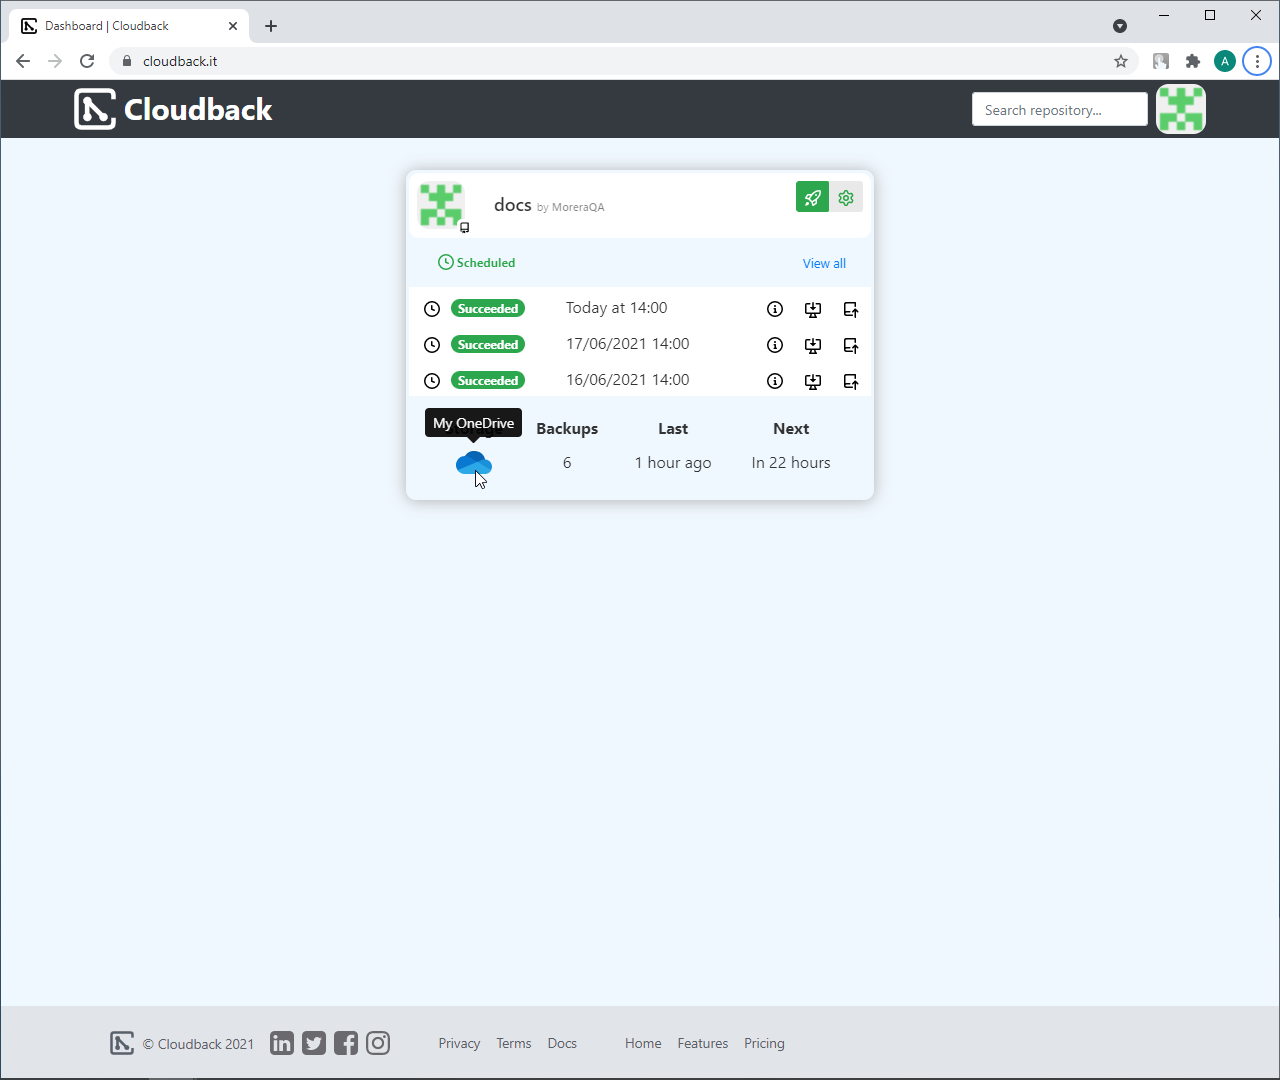 Dashboard | Cloudback
cloudback.it
A
Cloudback
Search repository...
docs by MoreraQA
Scheduled
View all
Succeeded Today at 14:00
Succeeded 17/06/2021 14:00
Succeeded 16/06/2021 14:00
My OneDrive
Backups Last Next
6 1 hour ago In 22 hours
© Cloudback 2021 Privacy Terms Docs Home Features Pricing